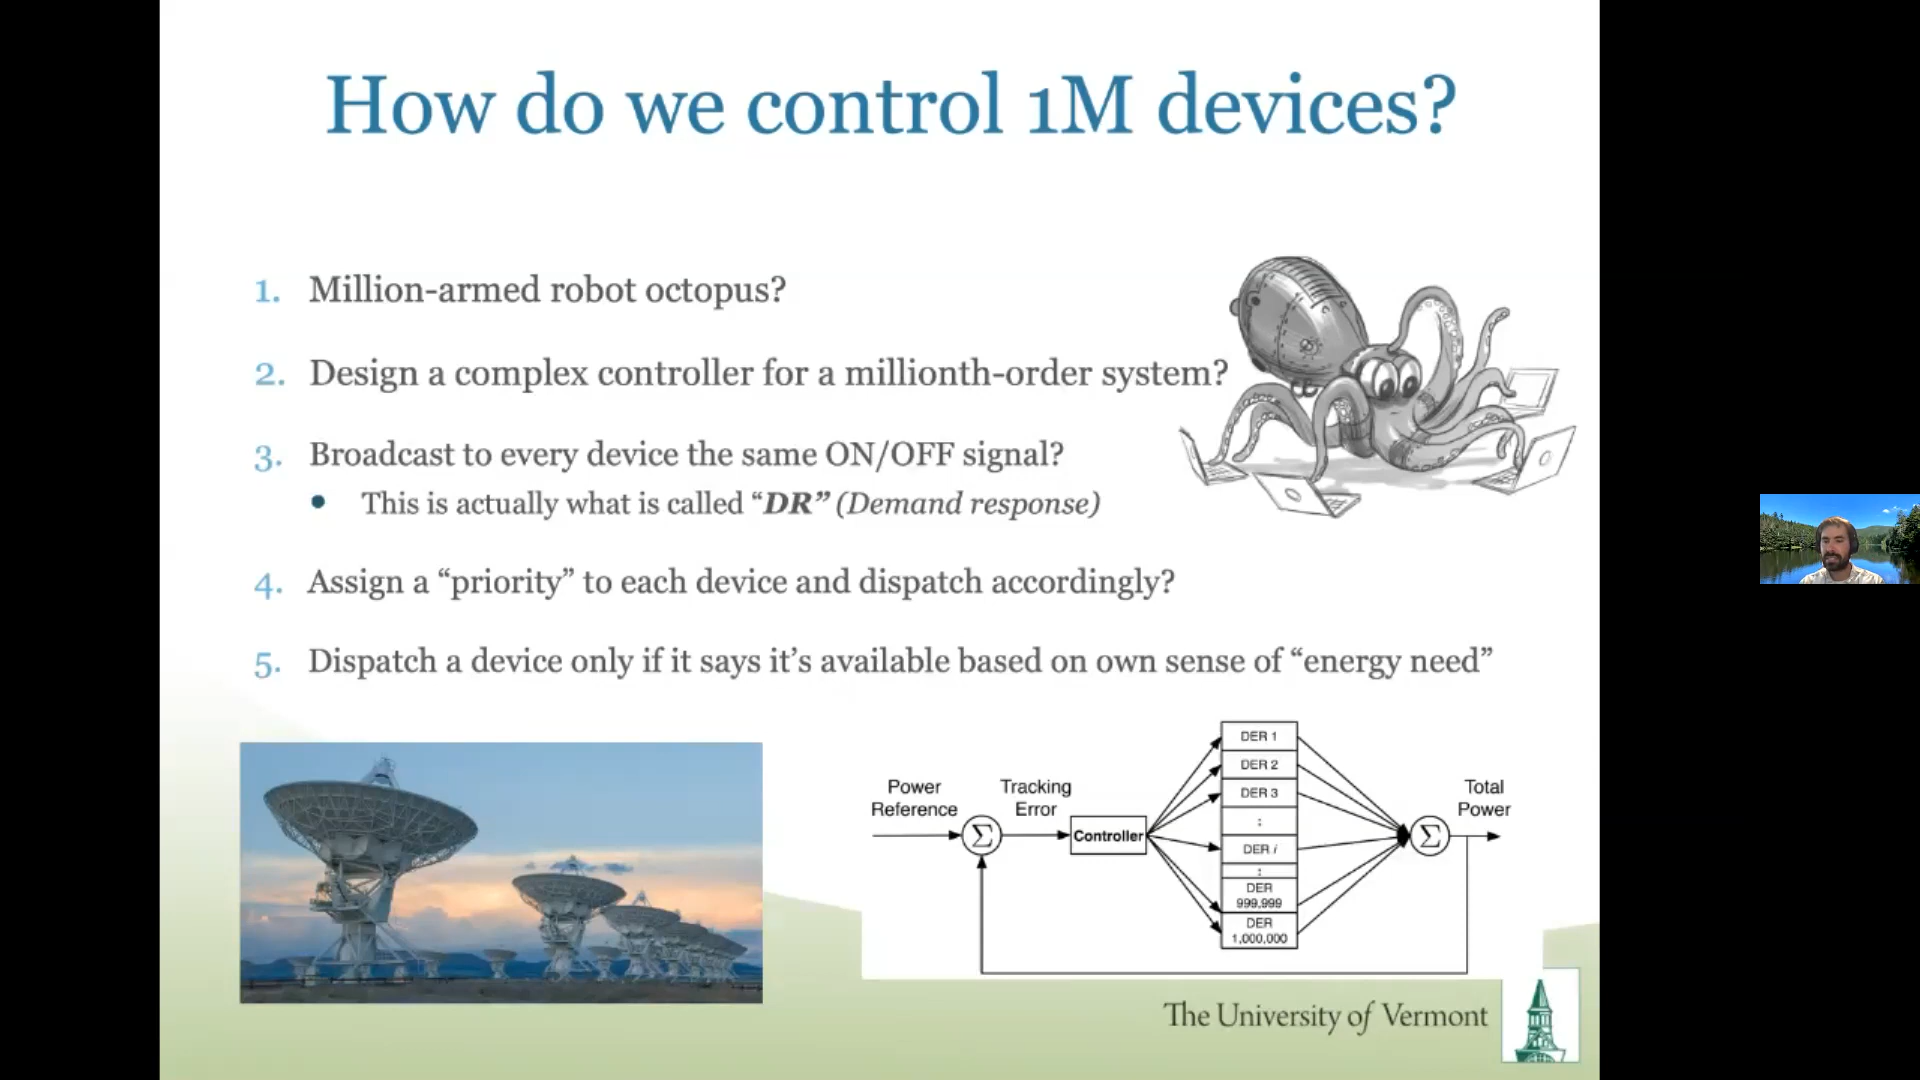 How do we control 1M devices?
1. Million-armed robot octopus?
2. Design a complex controller for a millionth-order system?
3. Broadcast to every device the same ON/OFF signal?
• This is actually what is called “DR” (Demand response)
4. Assign a “priority” to each device and dispatch accordingly?
5. Dispatch a device only if it says it’s available based on own sense of “energy need”
Power
Reference
Σ
Tracking
Error
Controller
DER 1
DER 2
DER 3
:
DER i
:
DER
999,999
DER
1,000,000
Σ
Total
Power
The University of Vermont